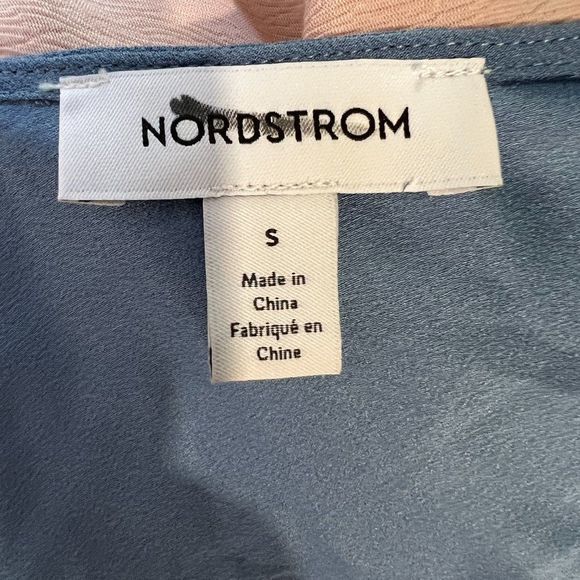 NORDSTROM
S
Made in
China
Fabriqué en
Chine